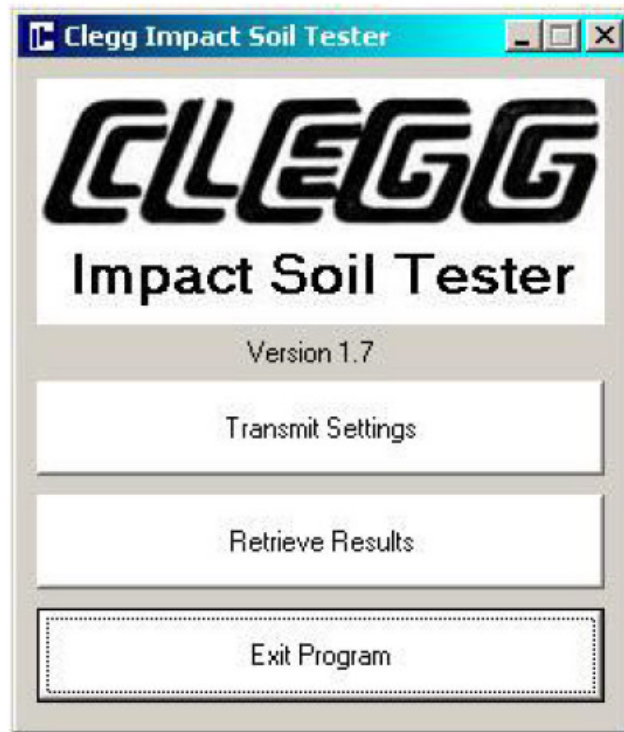 Clegg Impact Soil Tester
CLEGG
Impact Soil Tester
Version 1.7
Transmit Settings
Retrieve Results
Exit Program